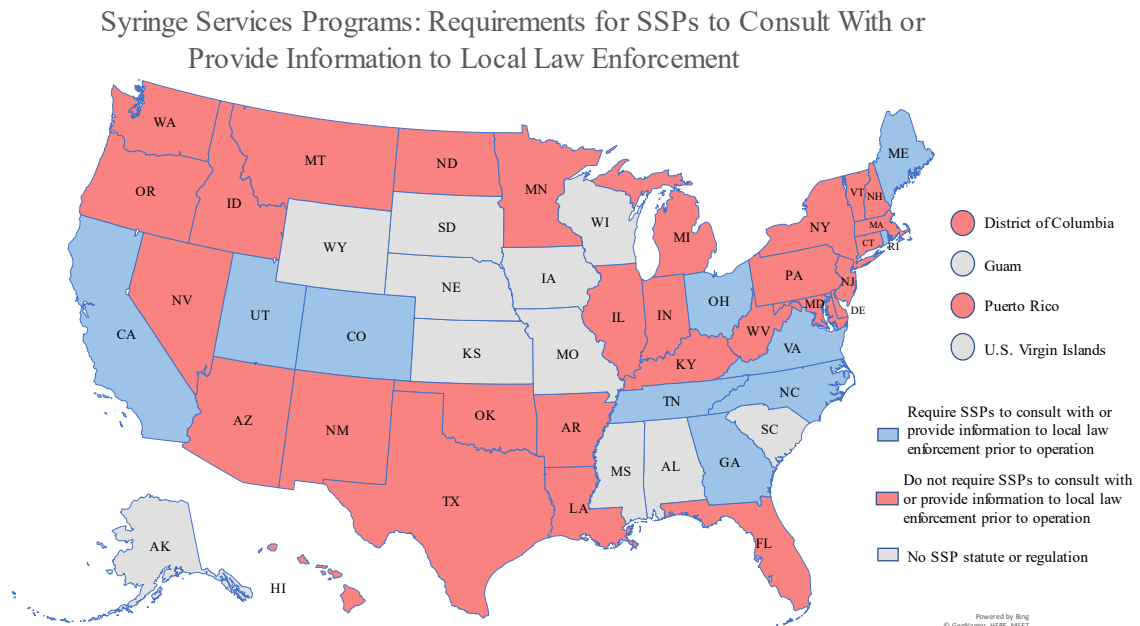 Syringe Services Programs: Requirements for SSPs to Consult With or
Provide Information to Local Law Enforcement
WA
MT
ND
MN
ME
OR
ID
SD
WI
VT
NH
NY
MA
MI
CT
RI
WY
IA
NE
PA
NJ
NV
UT
CO
IL
IN
OH
MD
DE
WV
CA
KS
MO
KY
VA
TN
NC
AZ
NM
OK
AR
SC
MS
AL
GA
TX
LA
FL
AK
HI
District of Columbia
Guam
Puerto Rico
U.S. Virgin Islands
Require SSPs to consult with or
provide information to local law
enforcement prior to operation
Do not require SSPs to consult with
or provide information to local law
enforcement prior to operation
No SSP statute or regulation
Powered by Bing
© GeoNames, HERE, MSFT